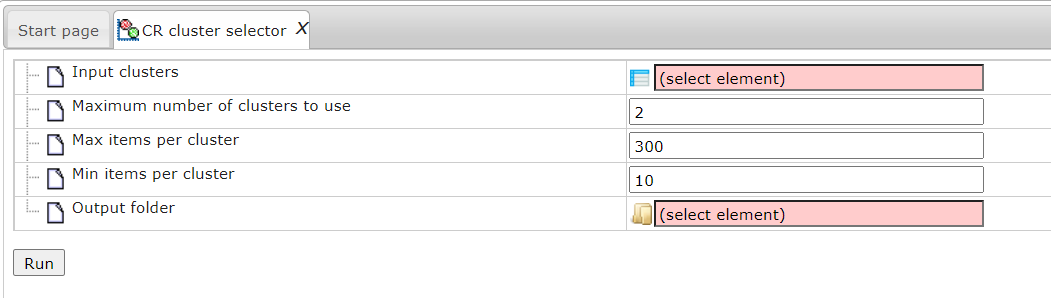 Start page CR cluster selector X
Input clusters (select element)
Maximum number of clusters to use 2
Max items per cluster 300
Min items per cluster 10
Output folder (select element)
Run